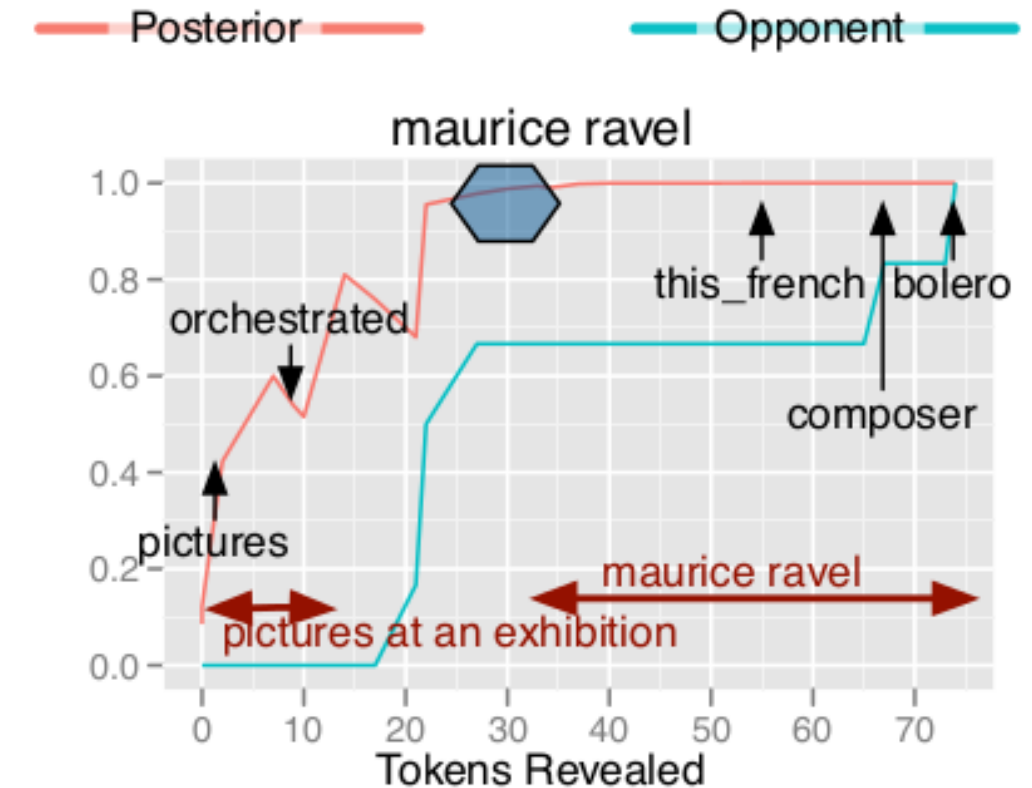 Posterior Opponent
maurice ravel
1.0
0.8
this_french bolero
orchestrated
0.6
composer
0.4
pictures
0.2
maurice ravel
pictures at an exhibition
0.0
0 10 20 30 40 50 60 70
Tokens Revealed